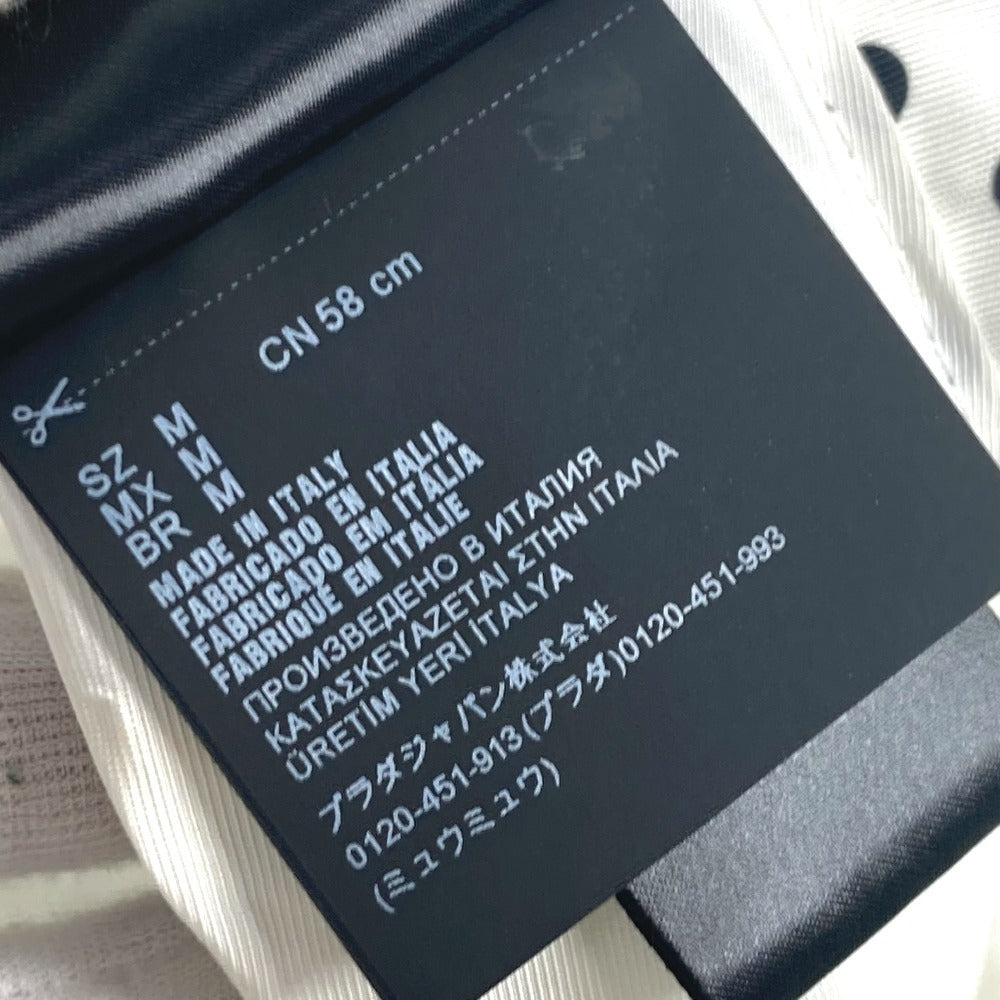 CN 58 cm
SZ M
MX M
BR M
MADE IN ITALY
FABRICADO EN ITALIA
FABRICADO EM ITALIA
FABRIQUE EN ITALIE
ПРОИЗВЕДЕНО В ИТАЛИЯ
ΚΑΤΑΣΚΕΥΑΖΕΤΑΙ ΣΤΗΝ ΙΤΑΛΙΑ
ÜRETİM YERİ İTALYA
プラダジャパン株式会社
0120-451-913(プラダ)0120-451-993
(ミュウミュウ)